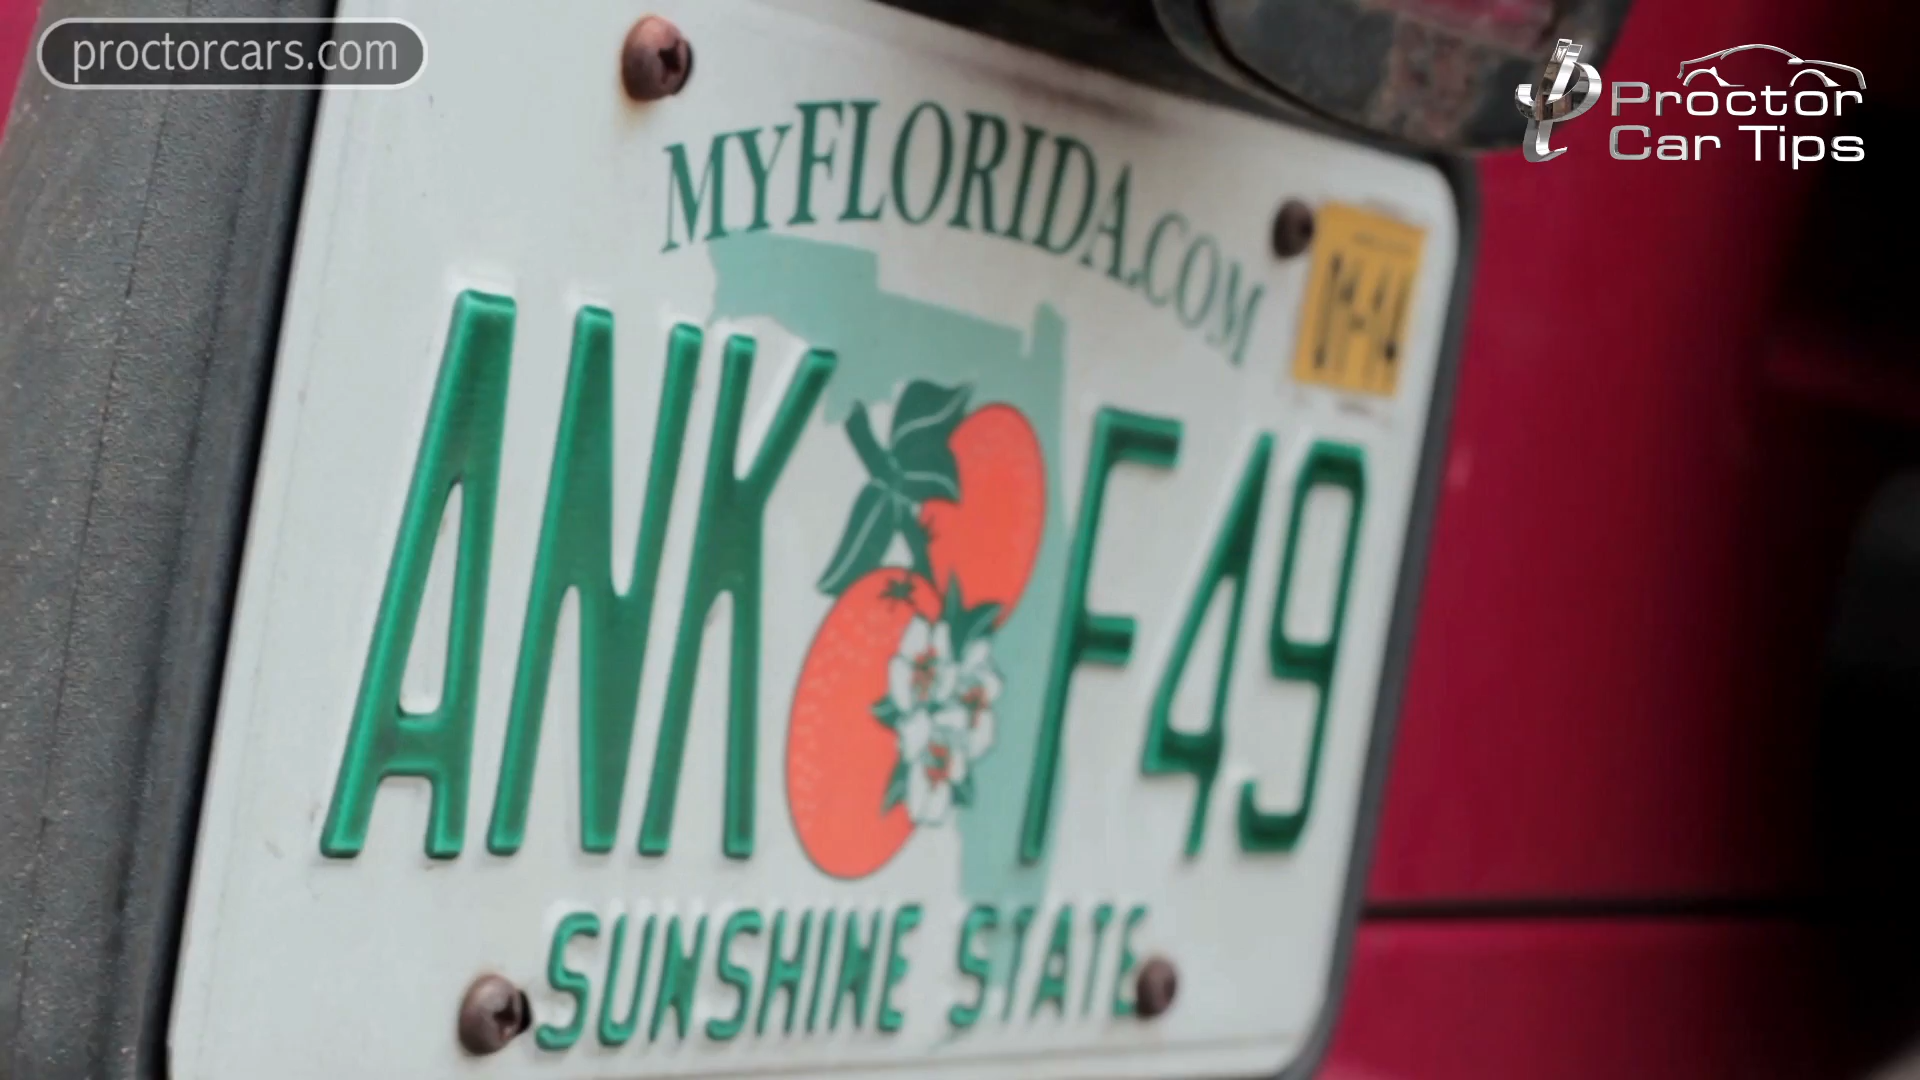 proctorcars.com
Proctor
Car Tips
MYFLORIDA.COM
ANK F49
SUNSHINE STATE